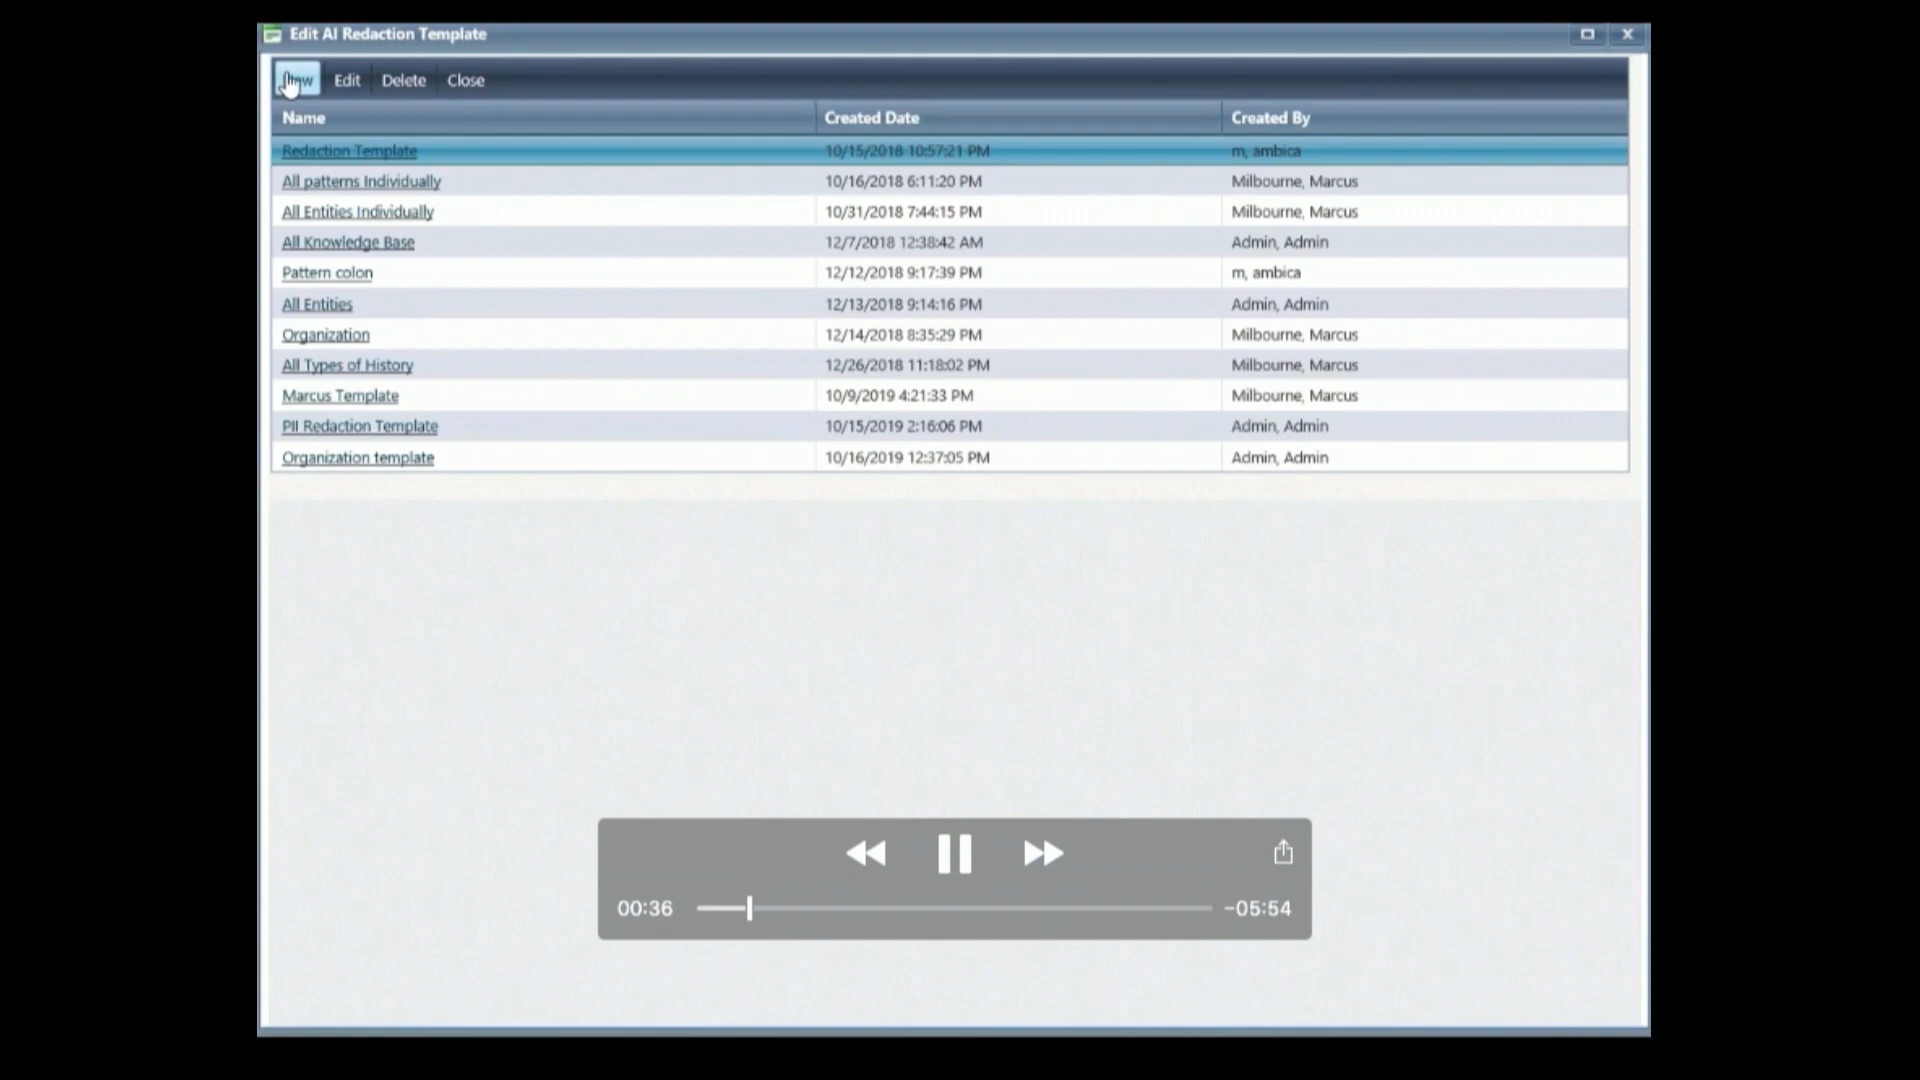 Edit AI Redaction Template
Edit Delete Close
Name Created Date Created By
Redaction Template 10/15/2018 10:57:21 PM m, ambica
All patterns Individually 10/16/2018 6:11:20 PM Milbourne, Marcus
All Entities Individually 10/31/2018 7:44:15 PM Milbourne, Marcus
All Knowledge Base 12/7/2018 12:38:42 AM Admin, Admin
Pattern colon 12/12/2018 9:17:39 PM m, ambica
All Entities 12/13/2018 9:14:16 PM Admin, Admin
Organization 12/14/2018 8:35:29 PM Milbourne, Marcus
All Types of History 12/26/2018 11:18:02 PM Milbourne, Marcus
Marcus Template 10/9/2019 4:21:33 PM Milbourne, Marcus
PII Redaction Template 10/15/2019 2:16:06 PM Admin, Admin
Organization template 10/16/2019 12:37:05 PM Admin, Admin
00:36 -05:54